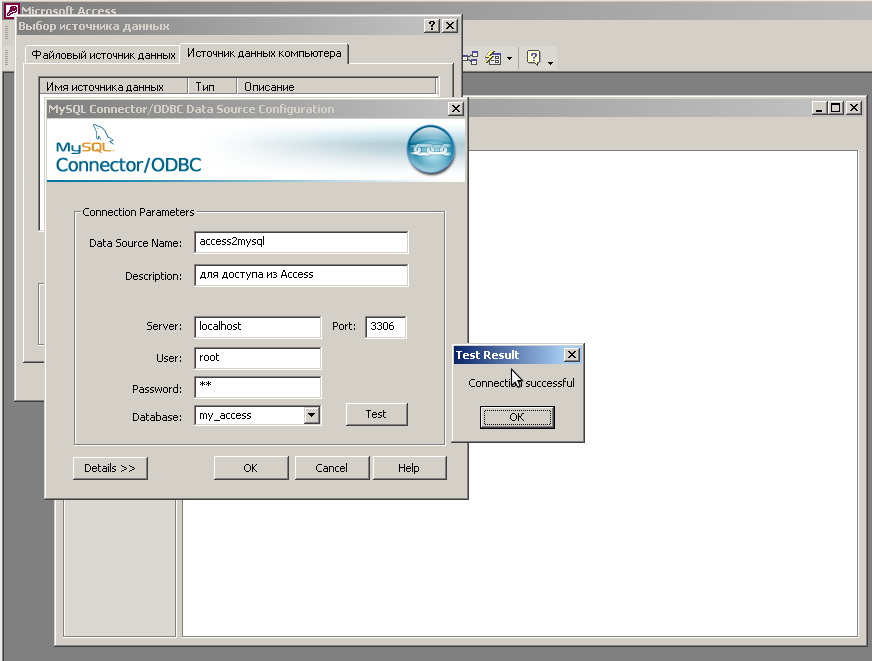 Microsoft Access
Выбор источника данных
Файловый источник данных
Источник данных компьютера
Имя источника данных
Тип
Описание
MySQL Connector/ODBC Data Source Configuration
MySQL
Connector/ODBC
Connection Parameters
Data Source Name: access2mysql
Description: для доступа из Access
Server: localhost Port: 3306
User: root
Password: **
Database: my_access Test
Details >> OK Cancel Help
Test Result
Connection successful
OK